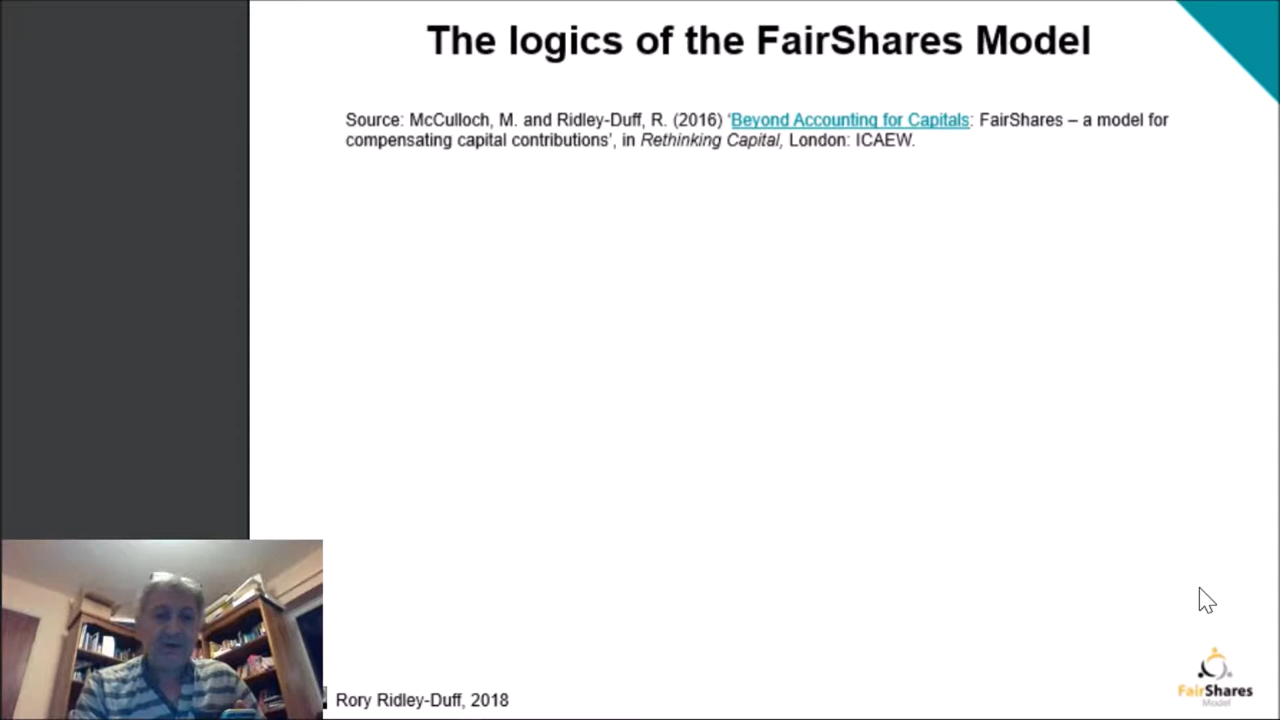 The logics of the FairShares Model
Source: McCulloch, M. and Ridley-Duff, R. (2016) ‘Beyond Accounting for Capitals: FairShares – a model for
compensating capital contributions’, in Rethinking Capital, London: ICAEW.
Rory Ridley-Duff, 2018
FairShares
Model